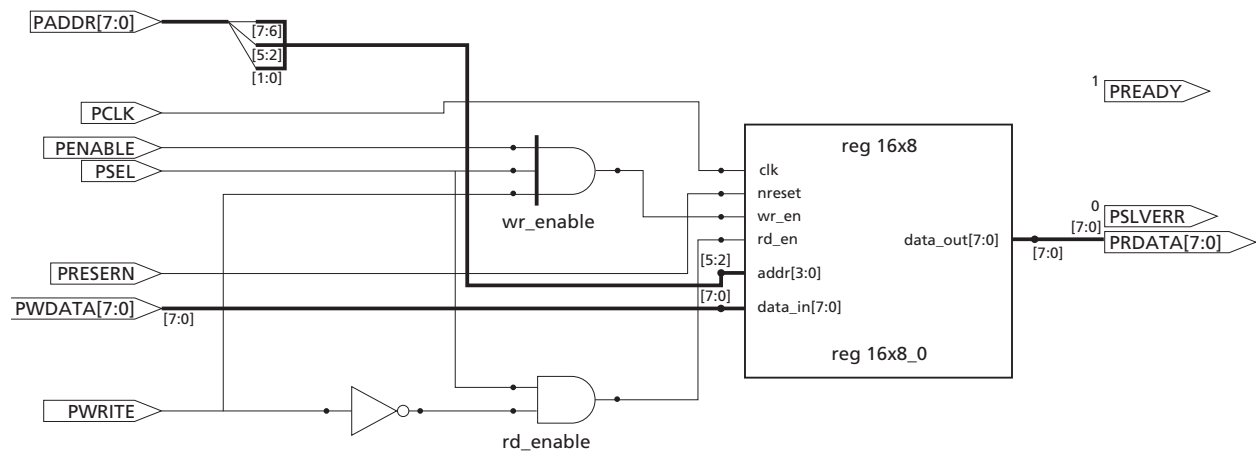 PADDR[7:0]
[7:6]
[5:2]
[1:0]
1
PREADY
PCLK
PENABLE
PSEL
wr_enable
reg 16x8
clk
nreset
wr_en
rd_en
data_out[7:0]
[7:0]
0
PSLVERR
[7:0]
PRDATA[7:0]
PRESERN
[5:2]
addr[3:0]
PWDATA[7:0]
[7:0]
[7:0]
data_in[7:0]
reg 16x8_0
PWRITE
rd_enable